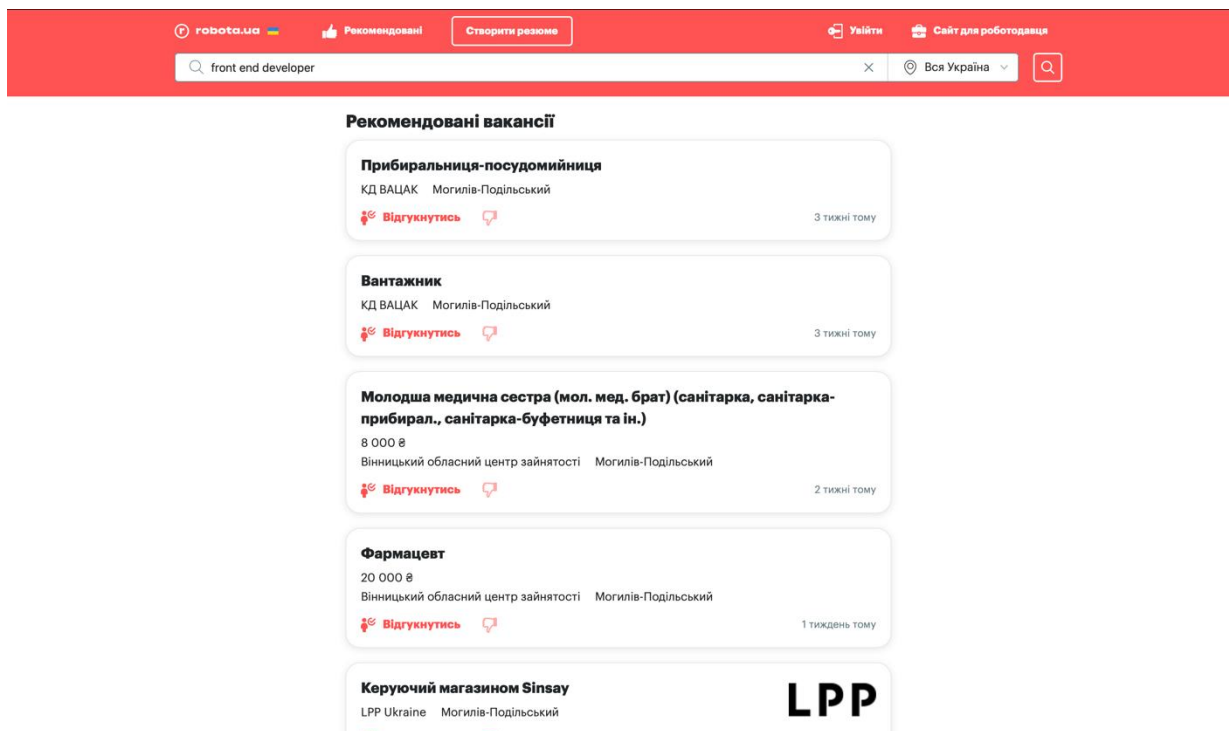 robota.ua Рекомендовані Створити резюме Увійти Сайт для роботодавця
front end developer Вся Україна
Рекомендовані вакансії
Прибиральниця-посудомийниця
КД ВАЦАК Могилів-Подільський
Відгукнутись 3 тижні тому
Вантажник
КД ВАЦАК Могилів-Подільський
Відгукнутись 3 тижні тому
Молодша медична сестра (мол. мед. брат) (санітарка, санітарка-
прибирал., санітарка-буфетниця та ін.)
8 000 ₴
Вінницький обласний центр зайнятості Могилів-Подільський
Відгукнутись 2 тижні тому
Фармацевт
20 000 ₴
Вінницький обласний центр зайнятості Могилів-Подільський
Відгукнутись 1 тиждень тому
Керуючий магазином Sinsay
LPP Ukraine Могилів-Подільський
LPP